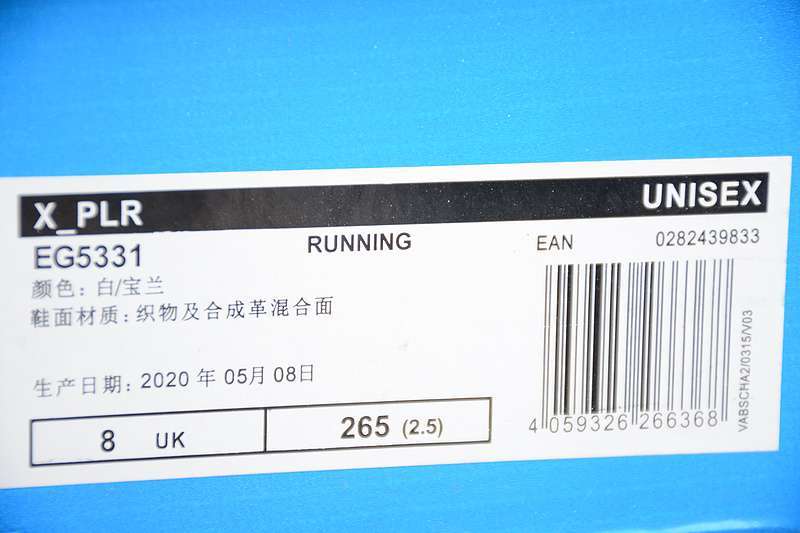 X_PLR UNISEX
EG5331 RUNNING EAN 0282439833
颜色: 白/宝兰
鞋面材质: 织物及合成革混合面
生产日期: 2020 年 05月 08日
8 UK 265 (2.5)
4 059326 266368
VABSCHA2/0315/V03